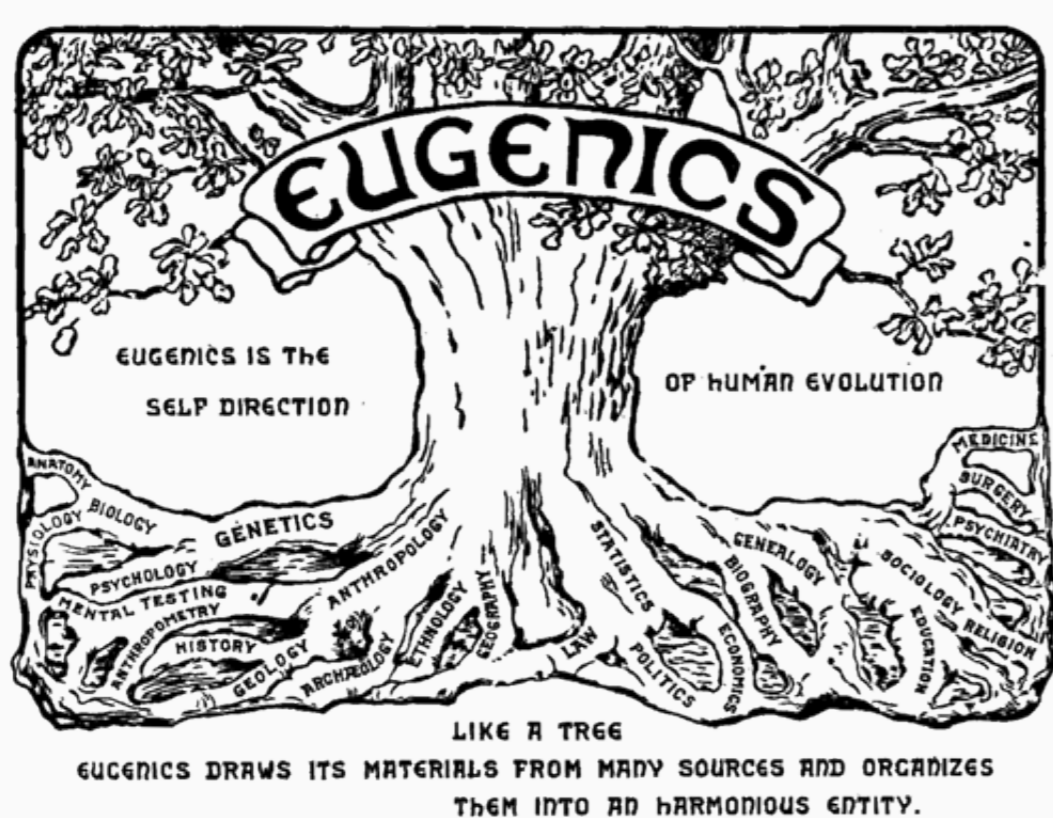 EUGENICS
EUGENICS IS THE
SELF DIRECTION
OF HUMAN EVOLUTION
ANATOMY
BIOLOGY
PHYSIOLOGY
GENETICS
PSYCHOLOGY
MENTAL TESTING
ANTHROPOMETRY
ANTHROPOLOGY
HISTORY
GEOLOGY
ARCHÆOLOGY
ETHNOLOGY
GEOGRAPHY
LAW
STATISTICS
POLITICS
ECONOMICS
BIOGRAPHY
GENEALOGY
EDUCATION
SOCIOLOGY
RELIGION
PSYCHIATRY
SURGERY
MEDICINE
LIKE A TREE
EUGENICS DRAWS ITS MATERIALS FROM MANY SOURCES AND ORGANIZES
THEM INTO AN HARMONIOUS ENTITY.